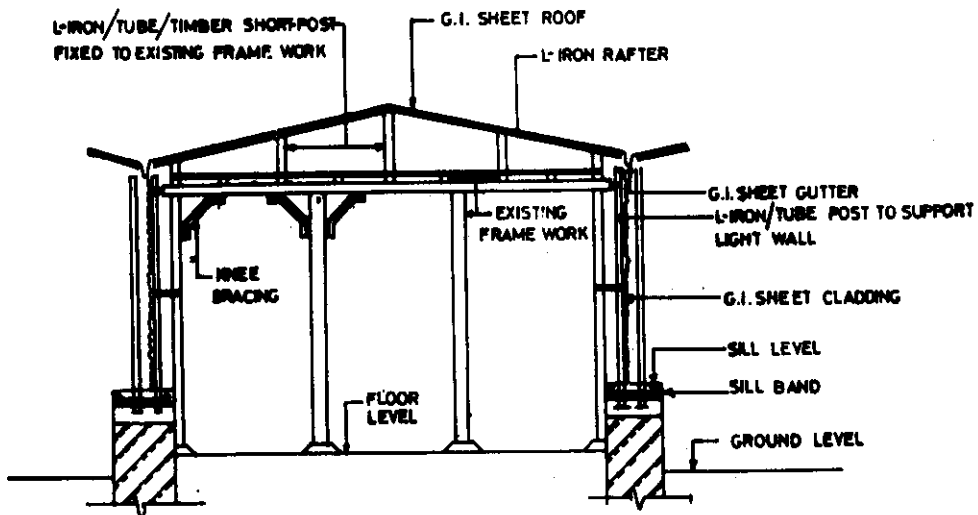 L-IRON/TUBE/TIMBER SHORT-POST
FIXED TO EXISTING FRAME WORK
G.I. SHEET ROOF
L-IRON RAFTER
G.I. SHEET GUTTER
L-IRON/TUBE POST TO SUPPORT
LIGHT WALL
EXISTING
FRAME WORK
KNEE
BRACING
G.I. SHEET CLADDING
SILL LEVEL
SILL BAND
FLOOR
LEVEL
GROUND LEVEL